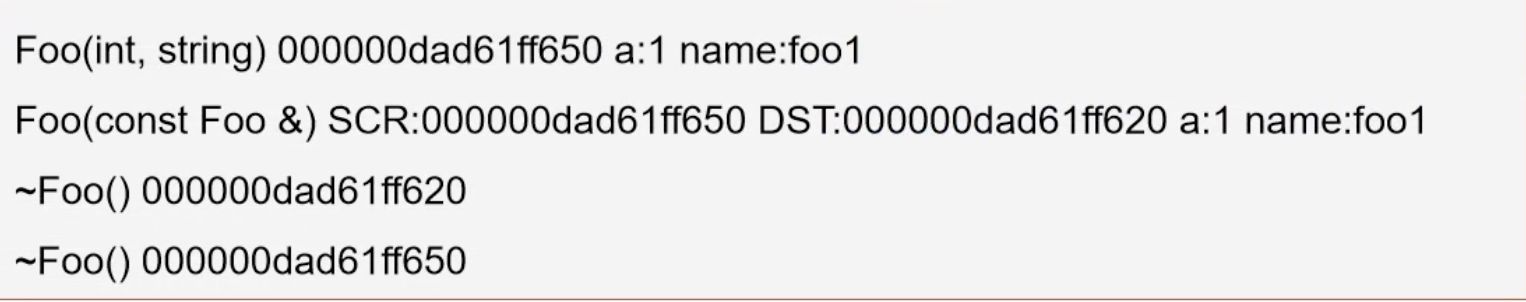 Foo(int, string) 000000dad61ff650 a:1 name:foo1
Foo(const Foo &) SCR:000000dad61ff650 DST:000000dad61ff620 a:1 name:foo1
~Foo() 000000dad61ff620
~Foo() 000000dad61ff650